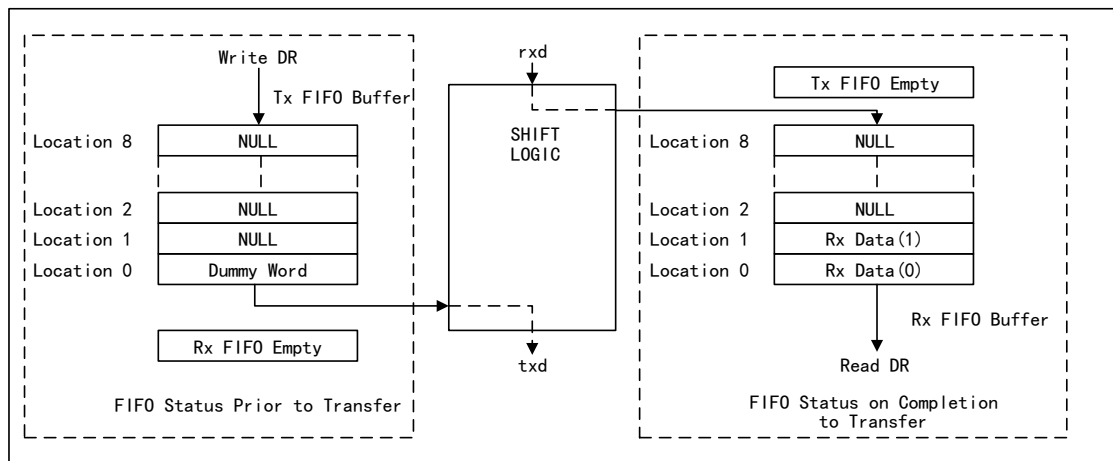 Write DR
Tx FIFO Buffer
Location 8
NULL
Location 2
NULL
Location 1
NULL
Location 0
Dummy Word
Rx FIFO Empty
FIFO Status Prior to Transfer
rxd
SHIFT
LOGIC
txd
Tx FIFO Empty
Location 8
NULL
Location 2
NULL
Location 1
Rx Data(1)
Location 0
Rx Data(0)
Rx FIFO Buffer
Read DR
FIFO Status on Completion
to Transfer